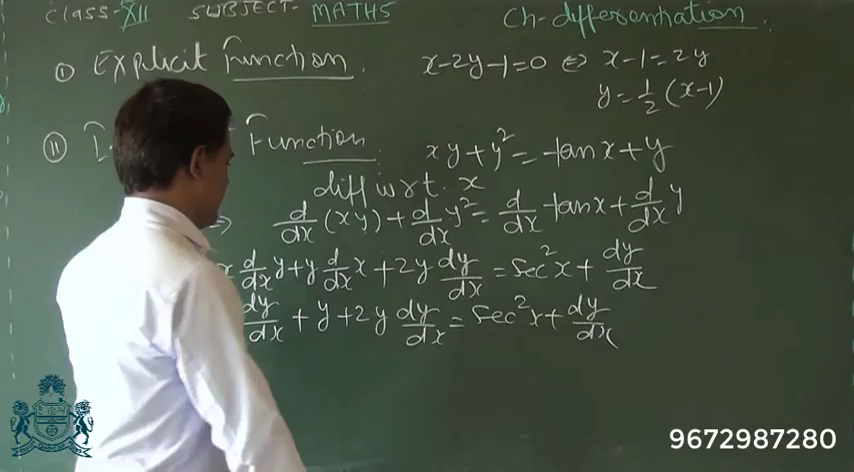 Class-XII SUBJECT- MATHS Ch-differentiation
① Explicit Function. x-2y-1=0 ⇔ x-1=2y
y=1/2(x-1)
⑪ Function. xy+y²=tanx+y
diff w.r.t. x
⇒ d/dx(xy)+d/dx y²=d/dx tanx+d/dx y
d/dx y+y d/dx x+2y dy/dx=Sec²x+dy/dx
dy/dx+y+2y dy/dx=Sec²x+dy/dx
9672987280